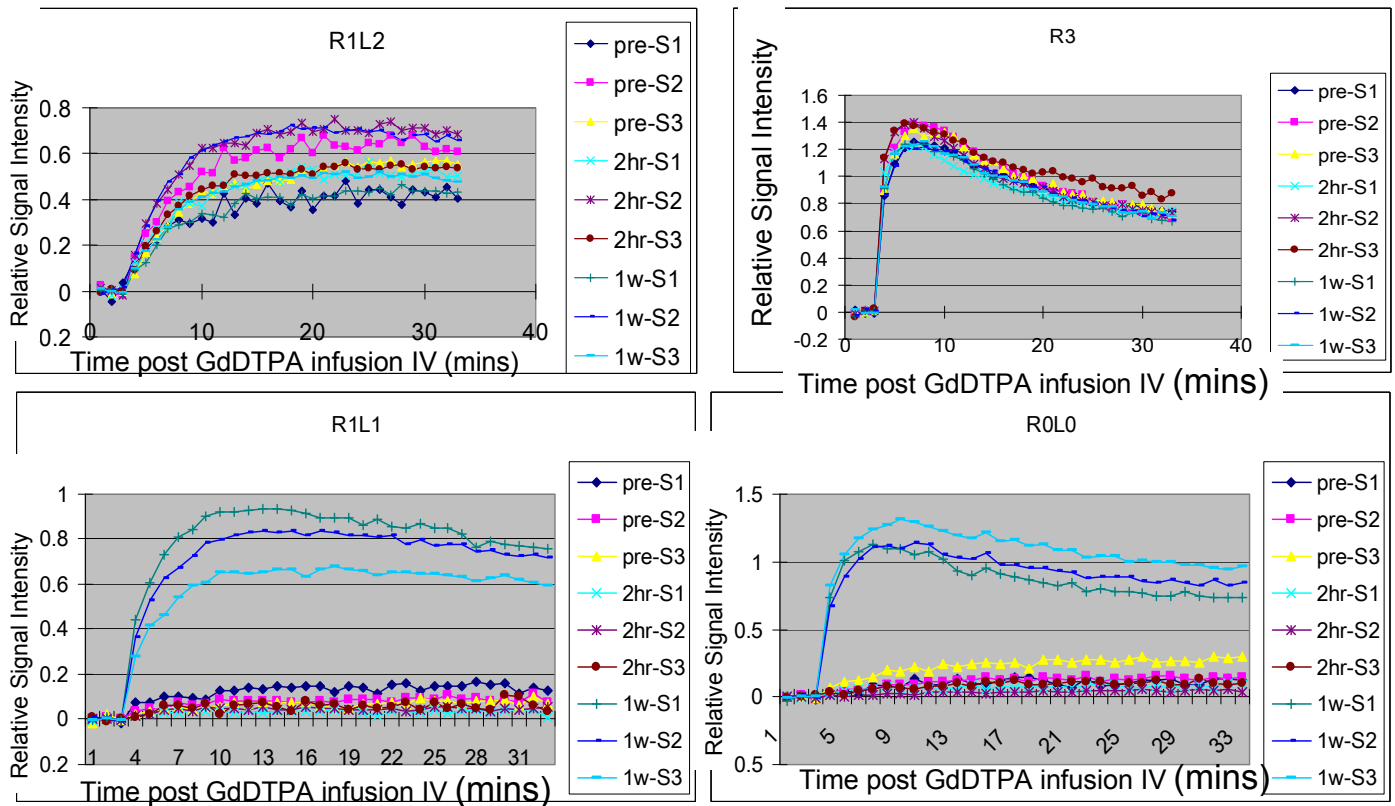 R1L2
Relative Signal Intensity
0.8
0.6
0.4
0.2
0
0.2
0 10 20 30 40
Time post GdDTPA infusion IV (mins)
pre-S1
pre-S2
pre-S3
2hr-S1
2hr-S2
2hr-S3
1w-S1
1w-S2
1w-S3
R3
Relative Signal Intensity
1.6
1.4
1.2
1
0.8
0.6
0.4
0.2
0
-0.2
0 10 20 30 40
Time post GdDTPA infusion IV (mins)
pre-S1
pre-S2
pre-S3
2hr-S1
2hr-S2
2hr-S3
1w-S1
1w-S2
1w-S3
R1L1
Relative Signal Intensity
1
0.8
0.6
0.4
0.2
0
0.2
1 4 7 10 13 16 19 22 25 28 31
Time post GdDTPA infusion IV (mins)
pre-S1
pre-S2
pre-S3
2hr-S1
2hr-S2
2hr-S3
1w-S1
1w-S2
1w-S3
R0L0
Relative Signal Intensity
1.5
1
0.5
0
0.5
1 5 9 13 17 21 25 29 33
Time post GdDTPA infusion IV (mins)
pre-S1
pre-S2
pre-S3
2hr-S1
2hr-S2
2hr-S3
1w-S1
1w-S2
1w-S3